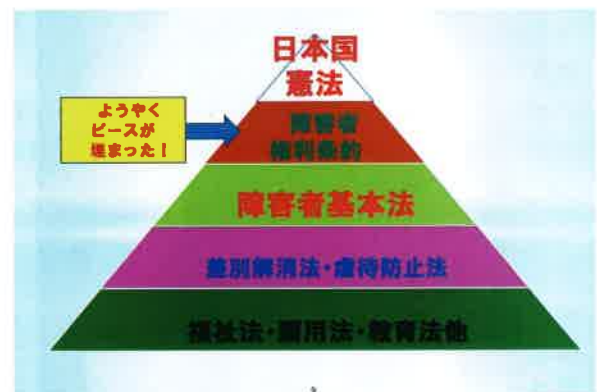 日本国
憲法
ようやく
ピースが
埋まった！
障害者
権利条約
障害者基本法
差別解消法・虐待防止法
福祉法・雇用法・教育法他